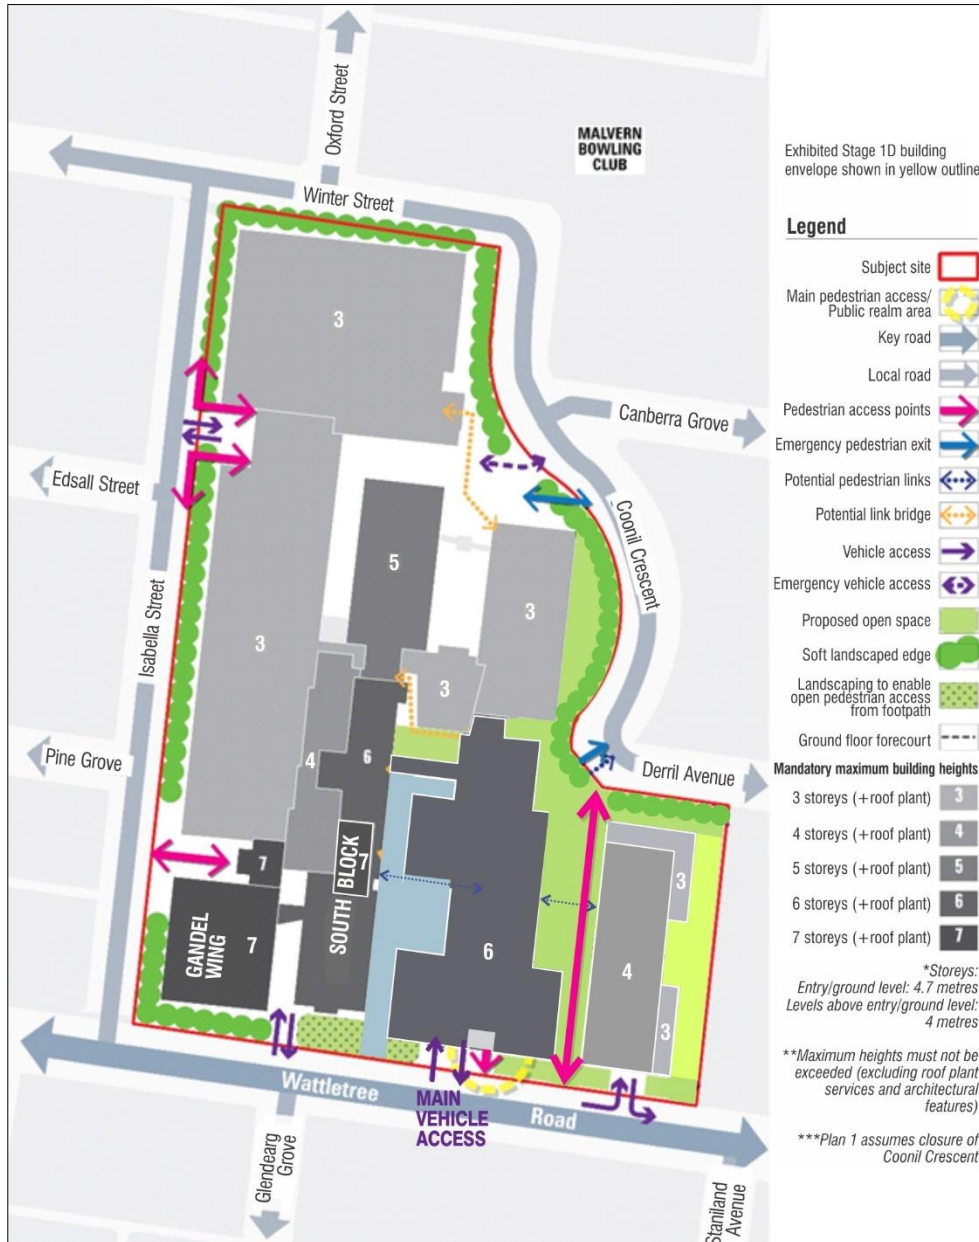 Oxford Street
MALVERN
BOWLING
CLUB
Winter Street
Canberra Grove
Edsall Street
Coonil Crescent
Isabella Street
Pine Grove
Derril Avenue
3
5
3
3
3
4
6
7
7
SOUTH BLOCK
GANDEL
WING
7
6
3
4
3
Wattletree Road
MAIN
VEHICLE
ACCESS
Glendearg
Grove
Staniland
Avenue
Exhibited Stage 1D building
envelope shown in yellow outline
Legend
Subject site
Main pedestrian access/
Public realm area
Key road
Local road
Pedestrian access points
Emergency pedestrian exit
Potential pedestrian links
Potential link bridge
Vehicle access
Emergency vehicle access
Proposed open space
Soft landscaped edge
Landscaping to enable
open pedestrian access
from footpath
Ground floor forecourt
Mandatory maximum building heights
3 storeys (+roof plant) 3
4 storeys (+roof plant) 4
5 storeys (+roof plant) 5
6 storeys (+roof plant) 6
7 storeys (+roof plant) 7
*Storeys:
Entry/ground level: 4.7 metres
Levels above entry/ground level:
4 metres
**Maximum heights must not be
exceeded (excluding roof plant
services and architectural
features)
***Plan 1 assumes closure of
Coonil Crescent